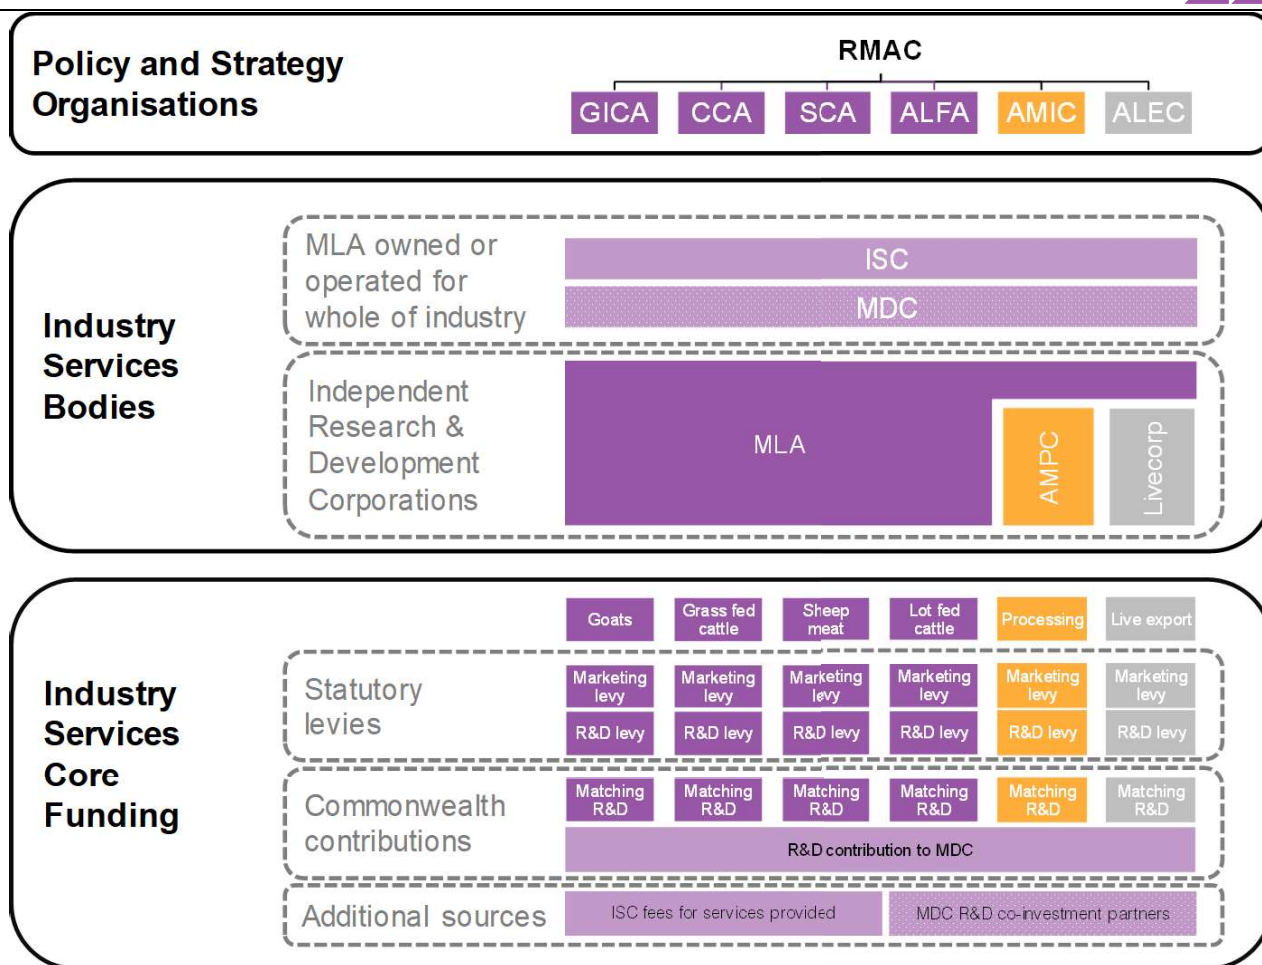 Policy and Strategy
Organisations
RMAC
GICA CCA SCA ALFA AMIC ALEC
Industry
Services
Bodies
MLA owned or
operated for
whole of industry
ISC
MDC
Independent
Research &
Development
Corporations
MLA
AMPC
Livecorp
Industry
Services
Core
Funding
Goats
Grass fed
cattle
Sheep
meat
Lot fed
cattle
Processing
Live export
Statutory
levies
Marketing
levy
Marketing
levy
Marketing
levy
Marketing
levy
Marketing
levy
Marketing
levy
R&D levy R&D levy R&D levy R&D levy R&D levy R&D levy
Commonwealth
contributions
Matching
R&D
Matching
R&D
Matching
R&D
Matching
R&D
Matching
R&D
Matching
R&D
R&D contribution to MDC
Additional sources
ISC fees for services provided
MDC R&D co-investment partners